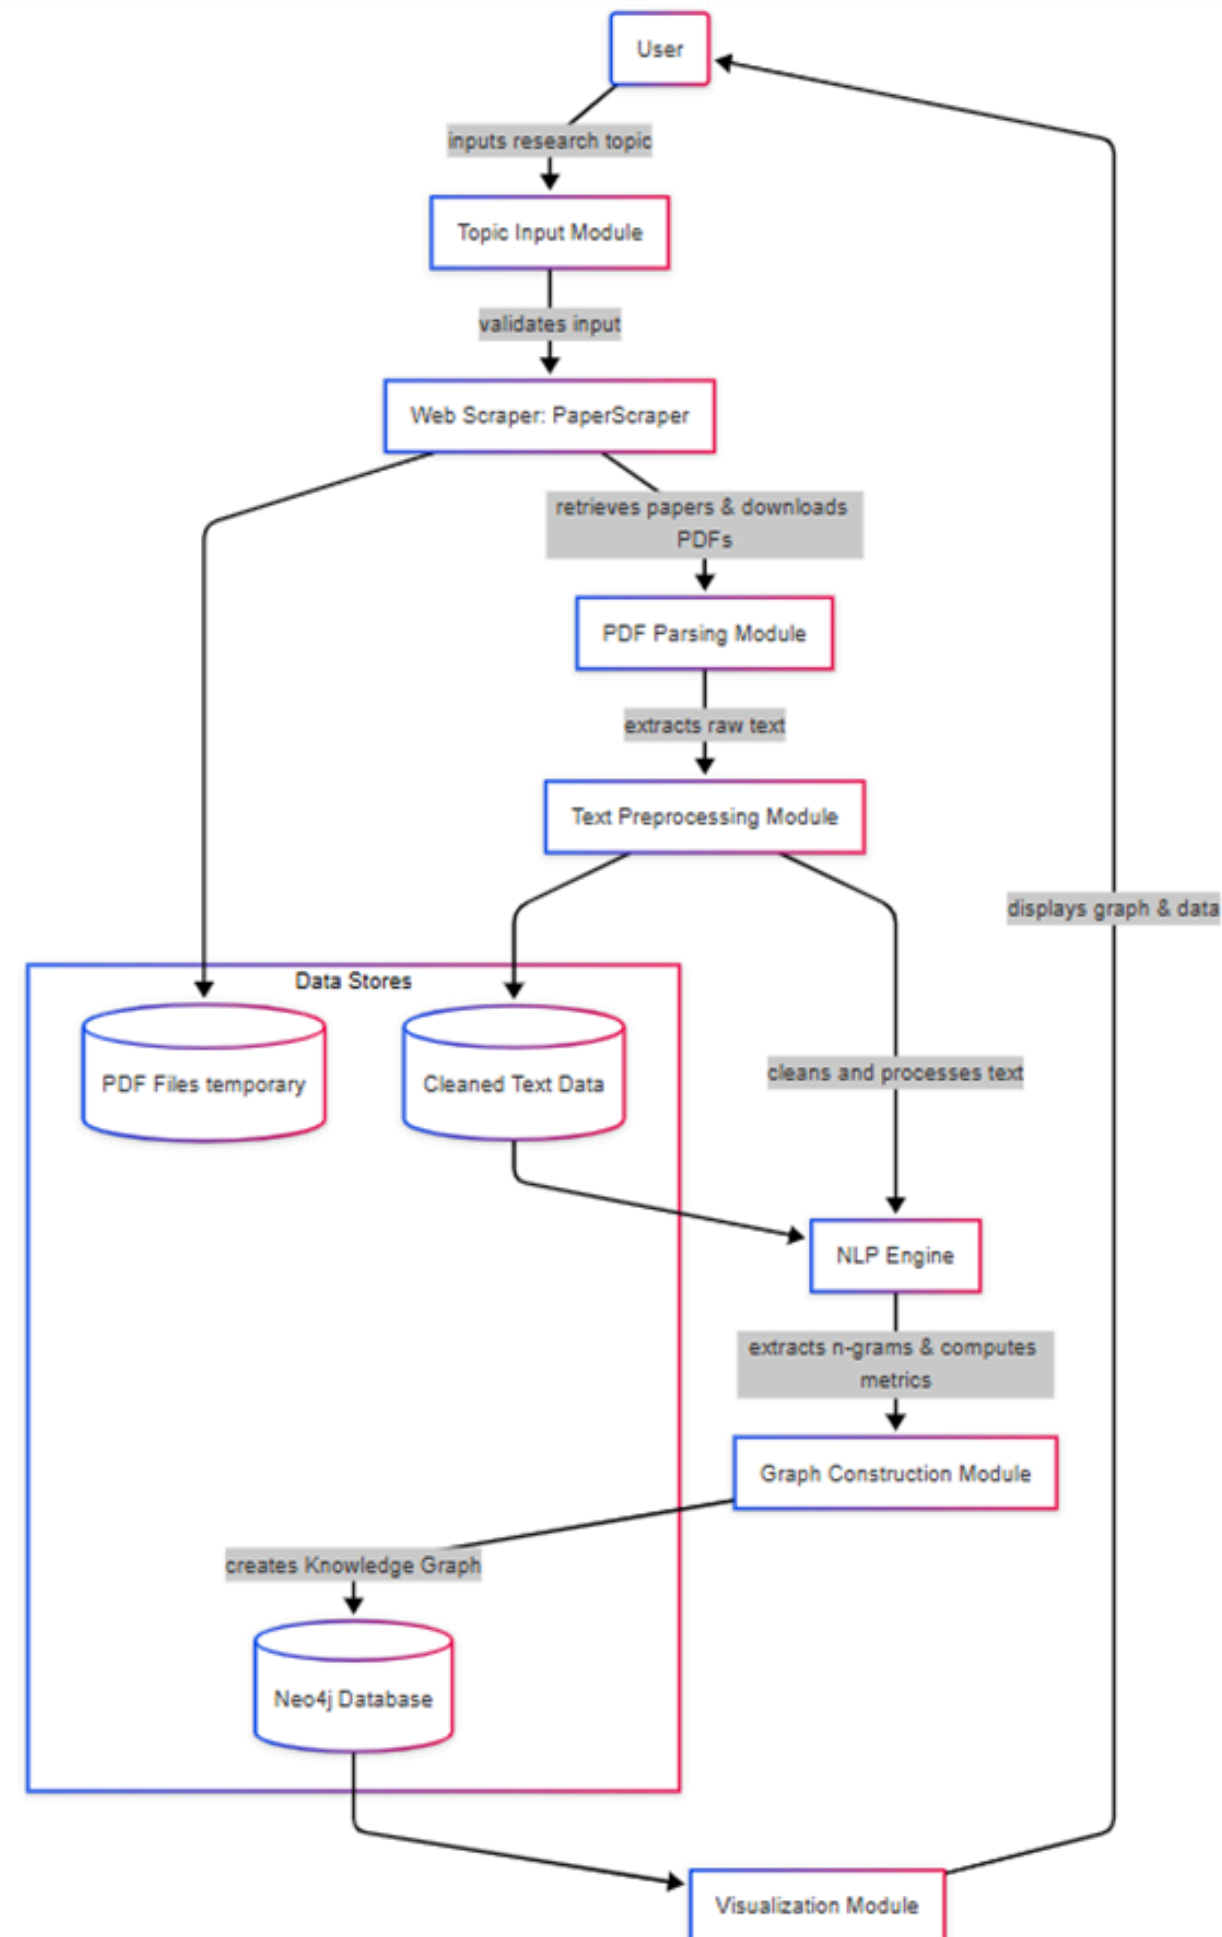 User
inputs research topic
Topic Input Module
validates input
Web Scraper: PaperScraper
retrieves papers & downloads
PDFs
PDF Parsing Module
extracts raw text
Text Preprocessing Module
displays graph & data
Data Stores
PDF Files temporary
Cleaned Text Data
cleans and processes text
NLP Engine
extracts n-grams & computes
metrics
Graph Construction Module
creates Knowledge Graph
Neo4j Database
Visualization Module